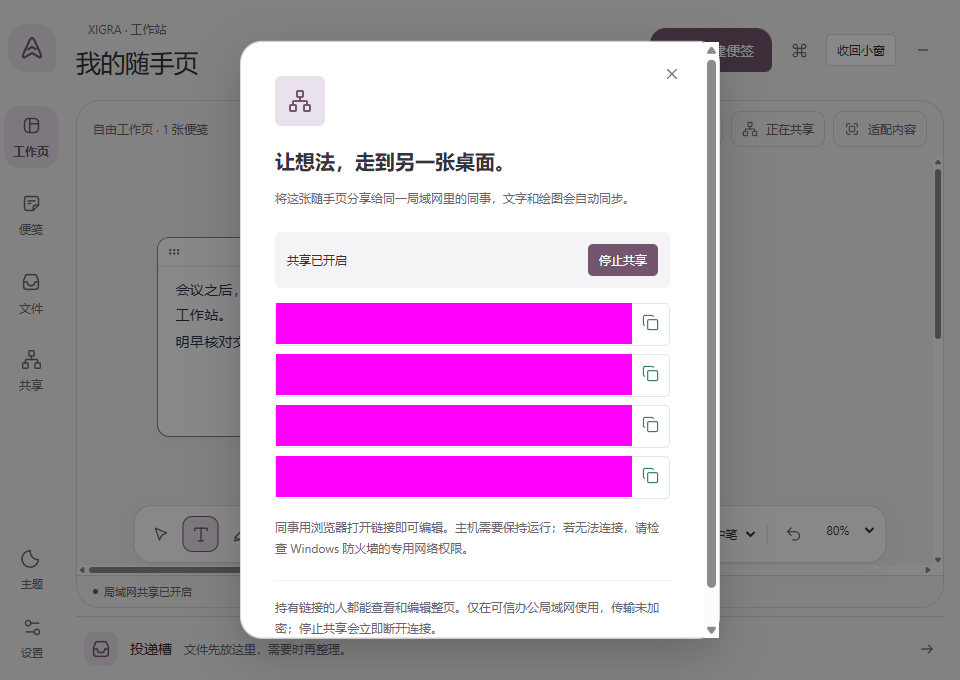 XIGRA · 工作站
我的随手页
建便签
收回小窗
自由工作页 · 1 张便签
正在共享
适配内容
工作页
便笺
文件
共享
主题
设置
会议之后，
工作站。
明早核对交
让想法，走到另一张桌面。
将这张随手页分享给同一局域网里的同事，文字和绘图会自动同步。
共享已开启
停止共享
同事用浏览器打开链接即可编辑。主机需要保持运行；若无法连接，请检
查 Windows 防火墙的专用网络权限。
持有链接的人都能查看和编辑整页。仅在可信办公局域网使用，传输未加
密；停止共享会立即断开连接。
T
笔
80%
局域网共享已开启
投递槽
文件先放这里，需要时再整理。